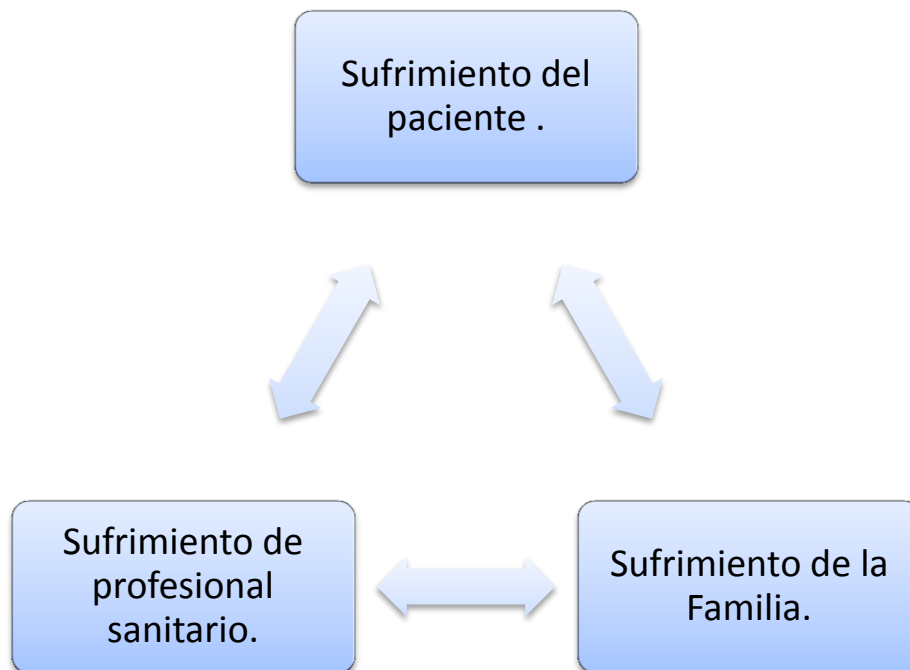 Sufrimiento del
paciente .
Sufrimiento de
profesional
sanitario.
Sufrimiento de la
Familia.